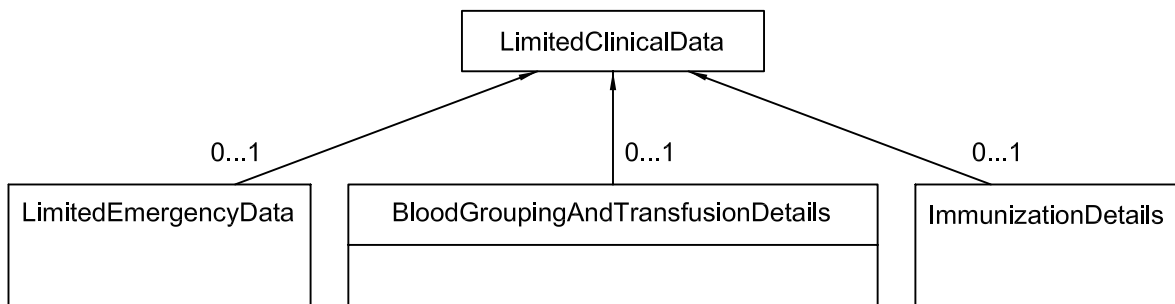 LimitedClinicalData
0...1
0...1
0...1
LimitedEmergencyData
BloodGroupingAndTransfusionDetails
ImmunizationDetails